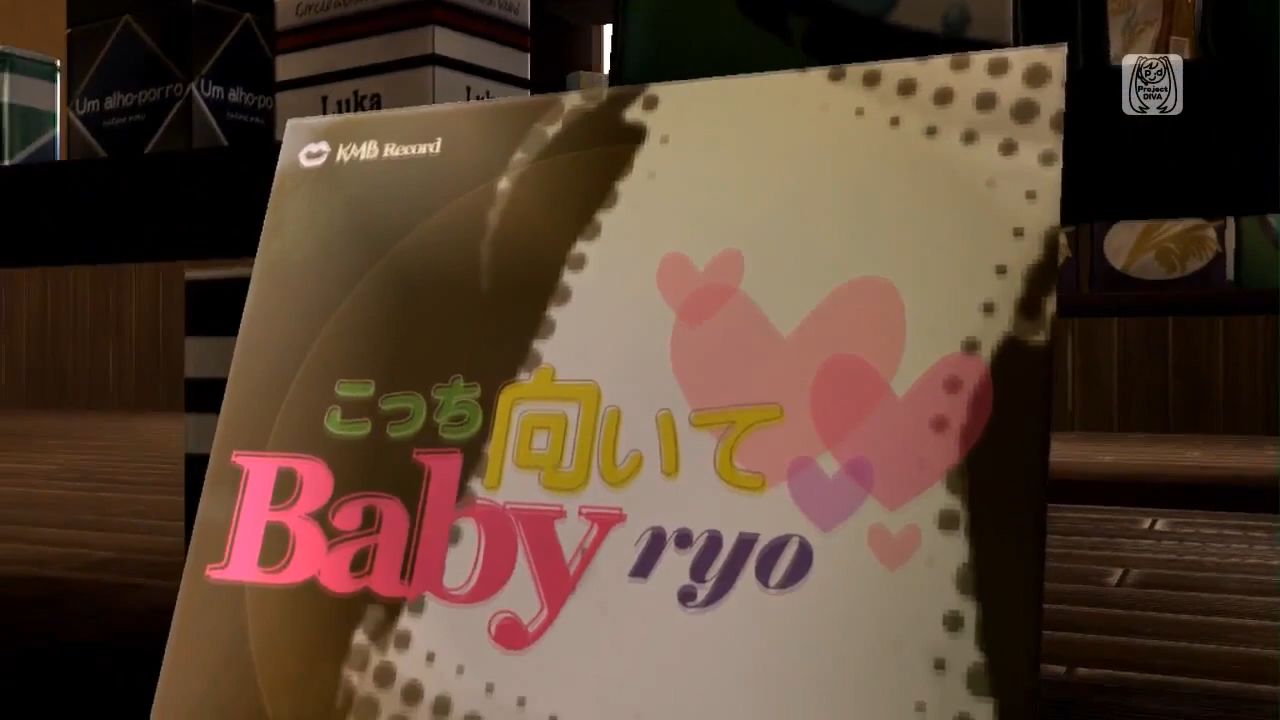 Um alho-porro
Um alho-po
Luka
Project
DIVA
KMB Record
こっち向いて
Baby ryo